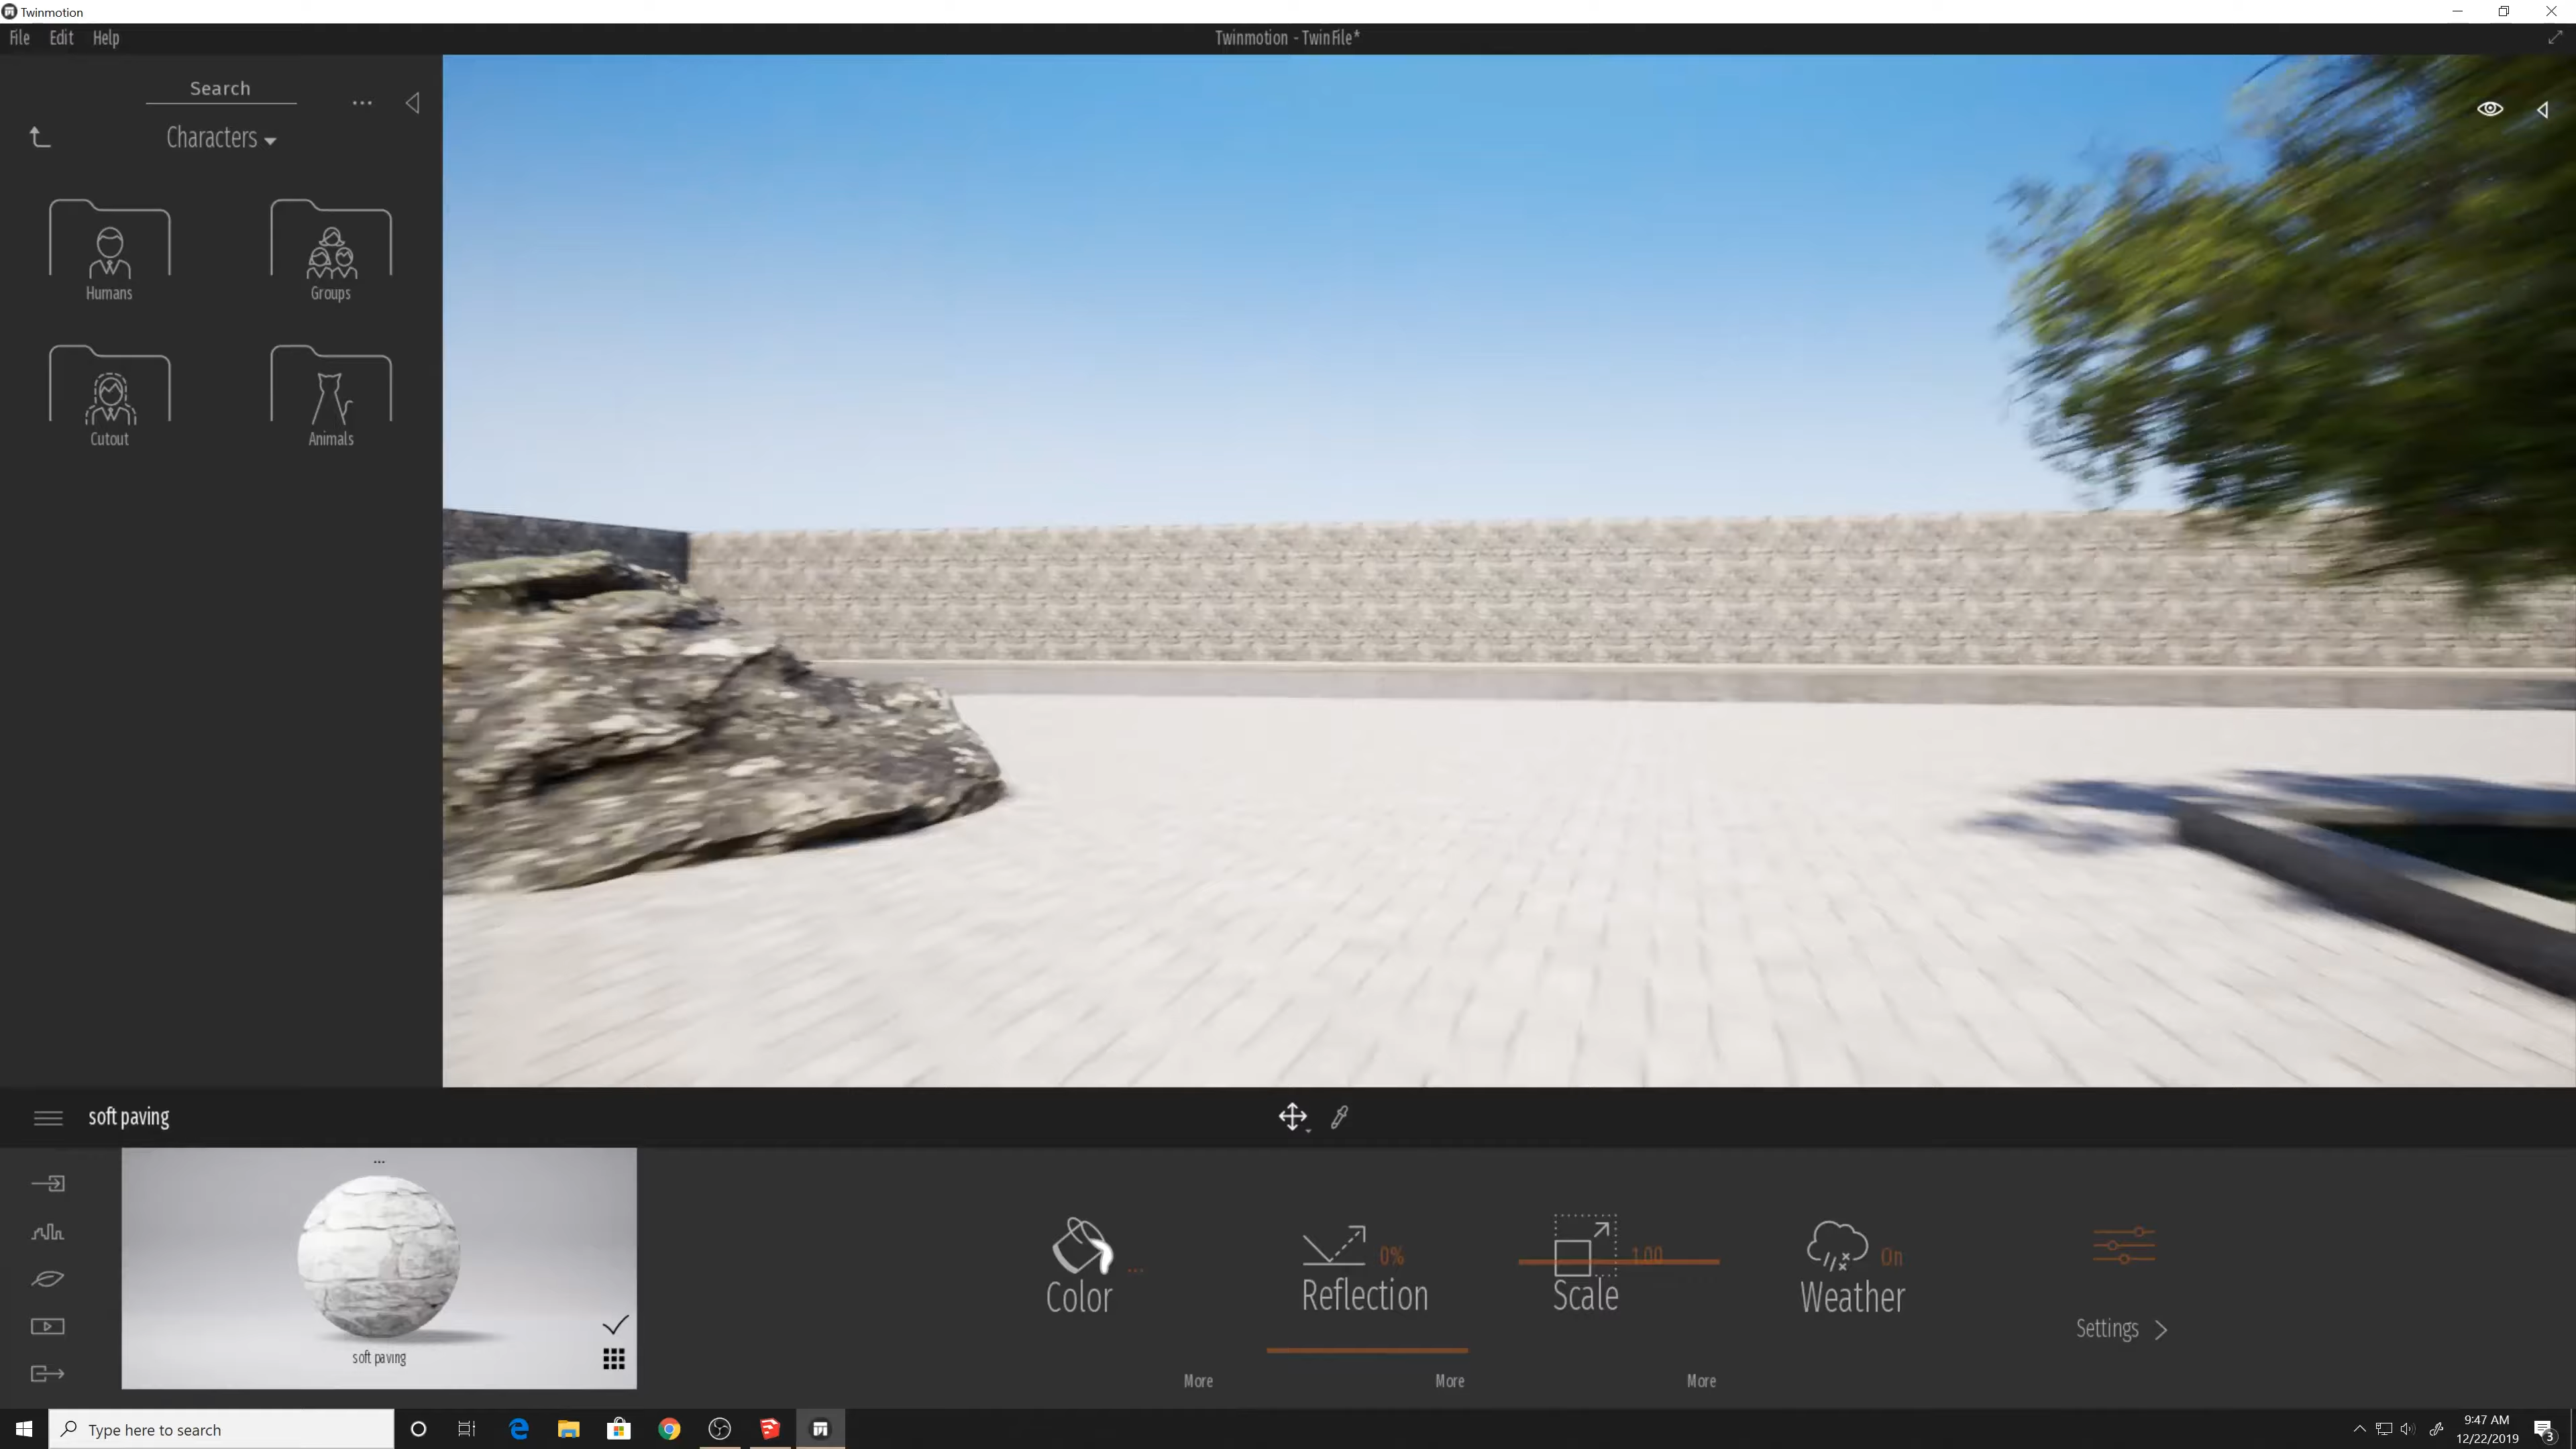 Twinmotion
File Edit Help
Twinmotion - TwinFile*
Search
...
Characters
Humans
Groups
Cutout
Animals
soft paving
...
soft paving
Color ...
Reflection 0%
Scale 1.00
Weather On
Settings
More
More
More
Type here to search
9:47 AM
12/22/2019
3